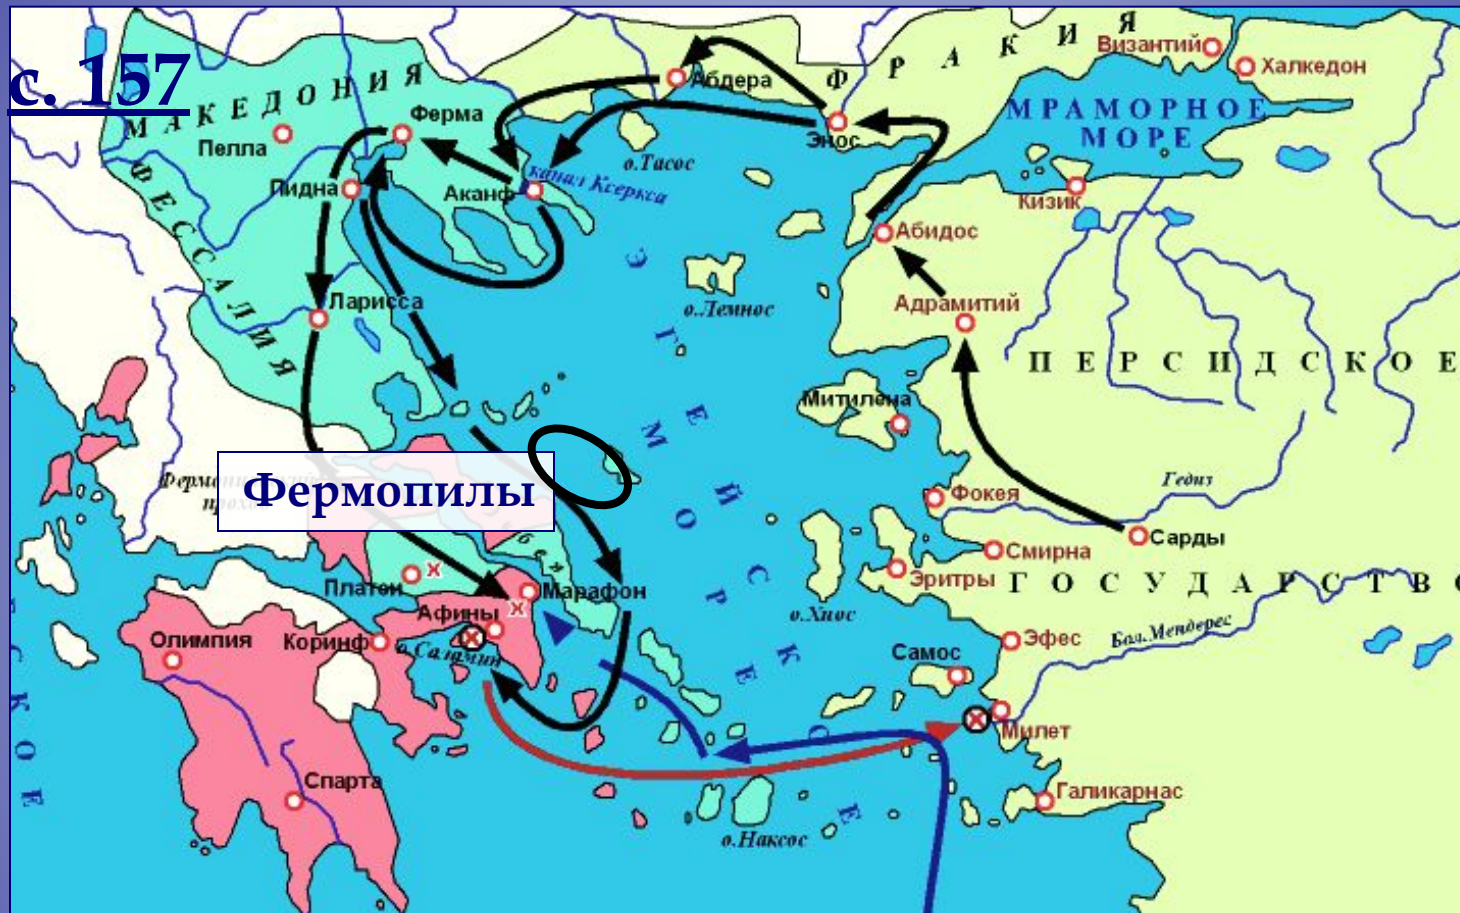 с. 157
МАКЕДОНИЯ
ФРАКИЯ
Византий
Халкедон
МРАМОРНОЕ
МОРЕ
Абдера
Ферма
Пелла
Энос
о.Тасос
Пидна
Аканф
канал Ксеркса
Кизик
Абидос
ФЕССАЛИЯ
Ларисса
о.Лемнос
Адрамитий
ПЕРСИДСКОЕ
ЭГЕЙСКОЕ
МОРЕ
Митилена
Фермопилы
Фокея
Гедиз
Сарды
Смирна
Эритры
ГОСУДАРСТВО
Платеи
Марафон
Афины
о.Хиос
Олимпия
Коринф
о.Саламин
Самос
Эфес
Бол.Мендерес
Милет
Спарта
Галикарнас
о.Наксос
СКОЕ